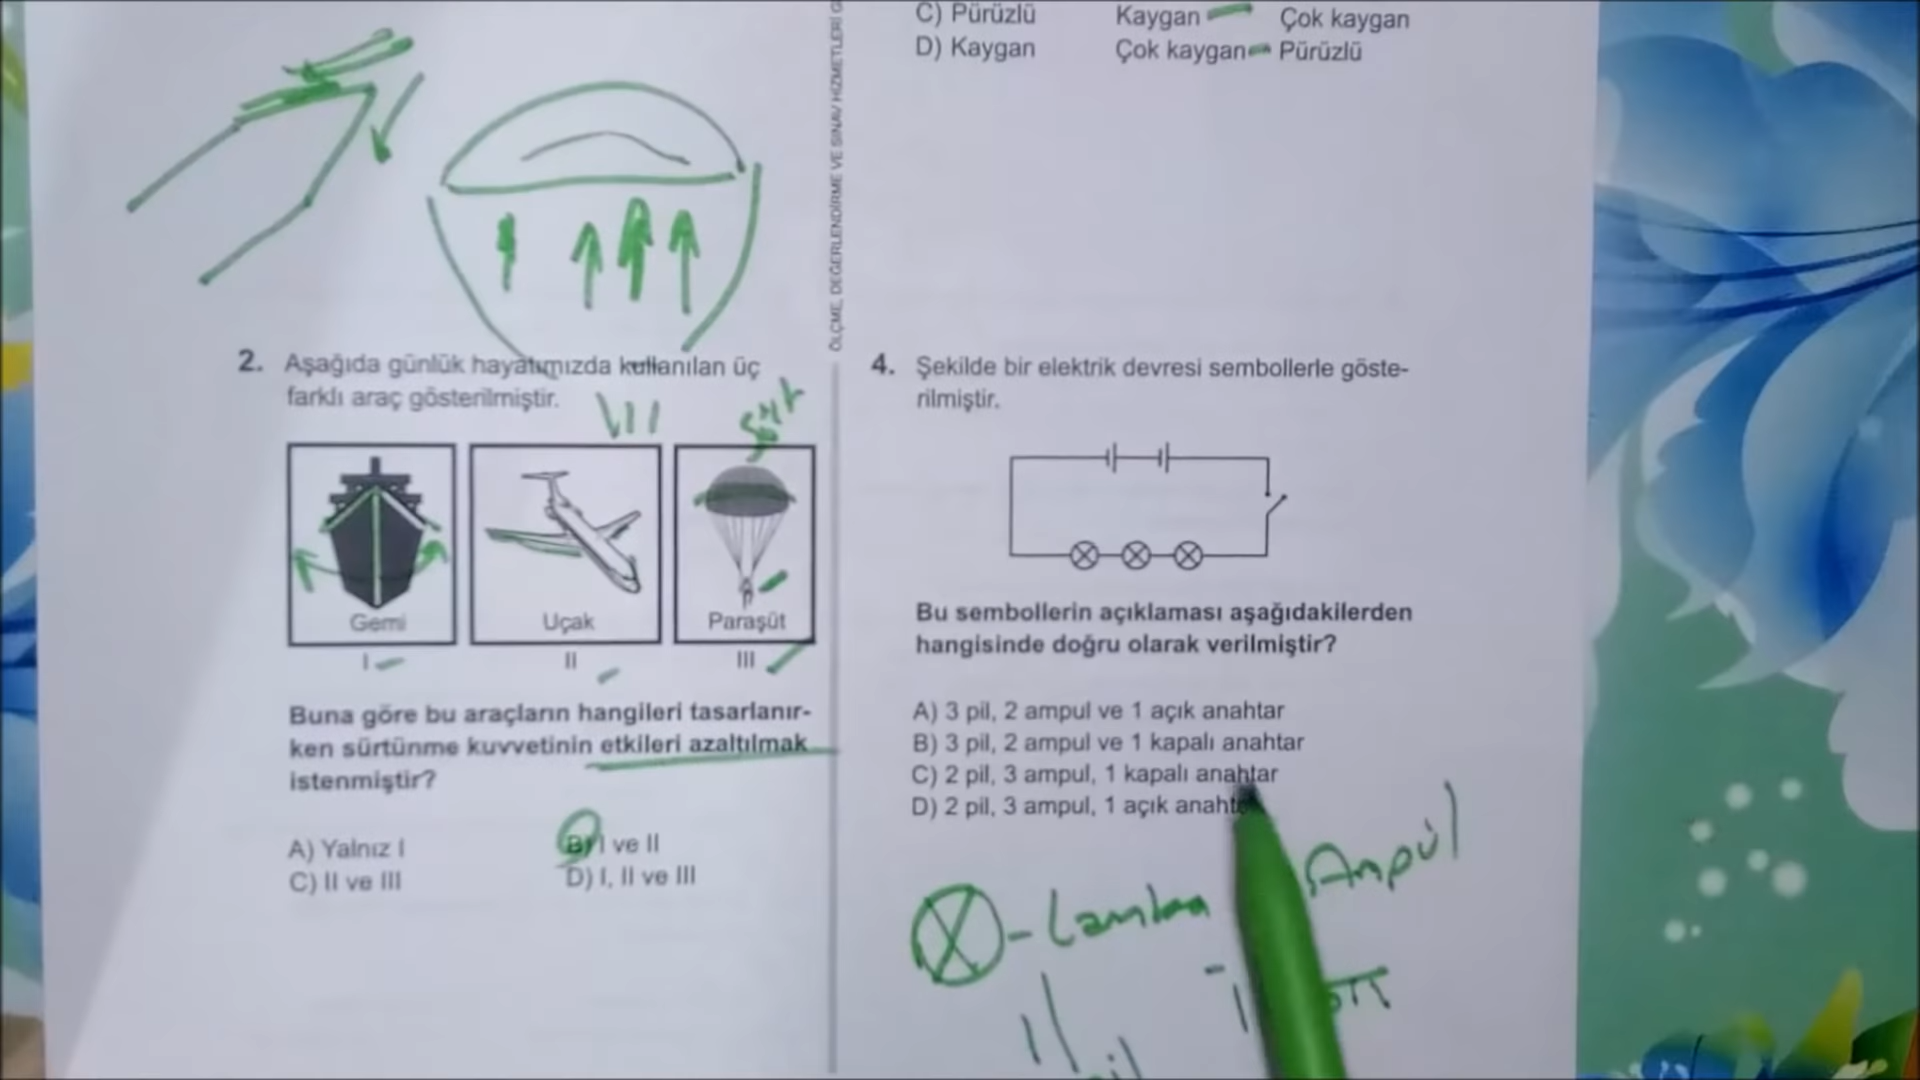 2. Aşağıda günlük hayatımızda kullanılan üç
farklı araç gösterilmiştir.
Gemi
Uçak
Paraşüt
I
II
III
Buna göre bu araçların hangileri tasarlanır-
ken sürtünme kuvvetinin etkileri azaltılmak
istenmiştir?
A) Yalnız I
B) I ve II
C) II ve III
D) I, II ve III
ÖLÇME, DEĞERLENDİRME VE SINAV HİZMETLERİ G
C) Pürüzlü Kaygan Çok kaygan
D) Kaygan Çok kaygan Pürüzlü
4. Şekilde bir elektrik devresi sembollerle göste-
rilmiştir.
Bu sembollerin açıklaması aşağıdakilerden
hangisinde doğru olarak verilmiştir?
A) 3 pil, 2 ampul ve 1 açık anahtar
B) 3 pil, 2 ampul ve 1 kapalı anahtar
C) 2 pil, 3 ampul, 1 kapalı anahtar
D) 2 pil, 3 ampul, 1 açık anaht
- Lamba Ampul